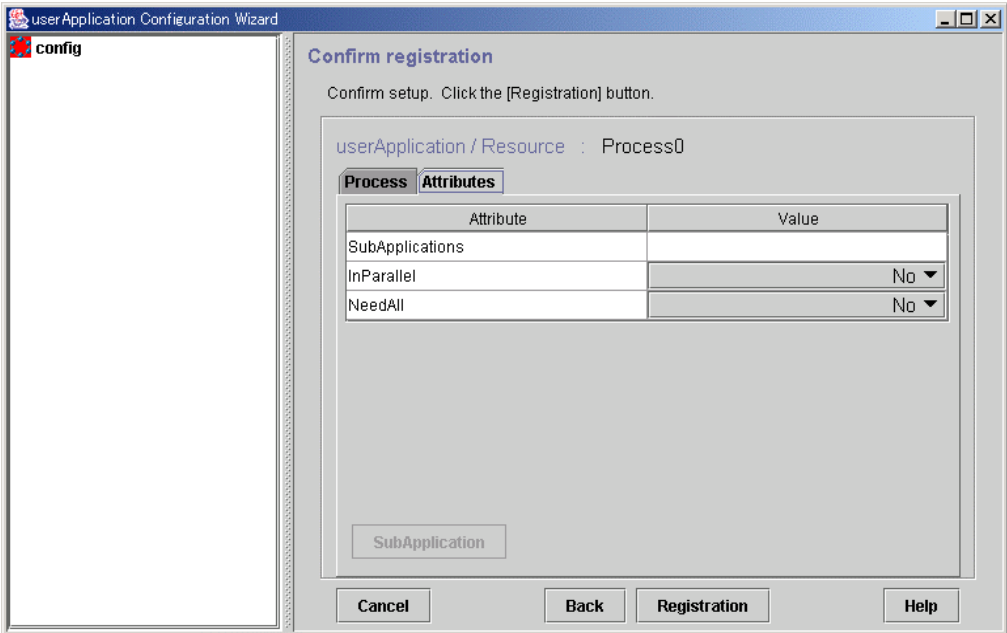 userApplication Configuration Wizard
config
Confirm registration
Confirm setup. Click the [Registration] button.
userApplication / Resource : Process0
Process Attributes
Attribute Value
SubApplications
InParallel No
NeedAll No
SubApplication
Cancel Back Registration Help